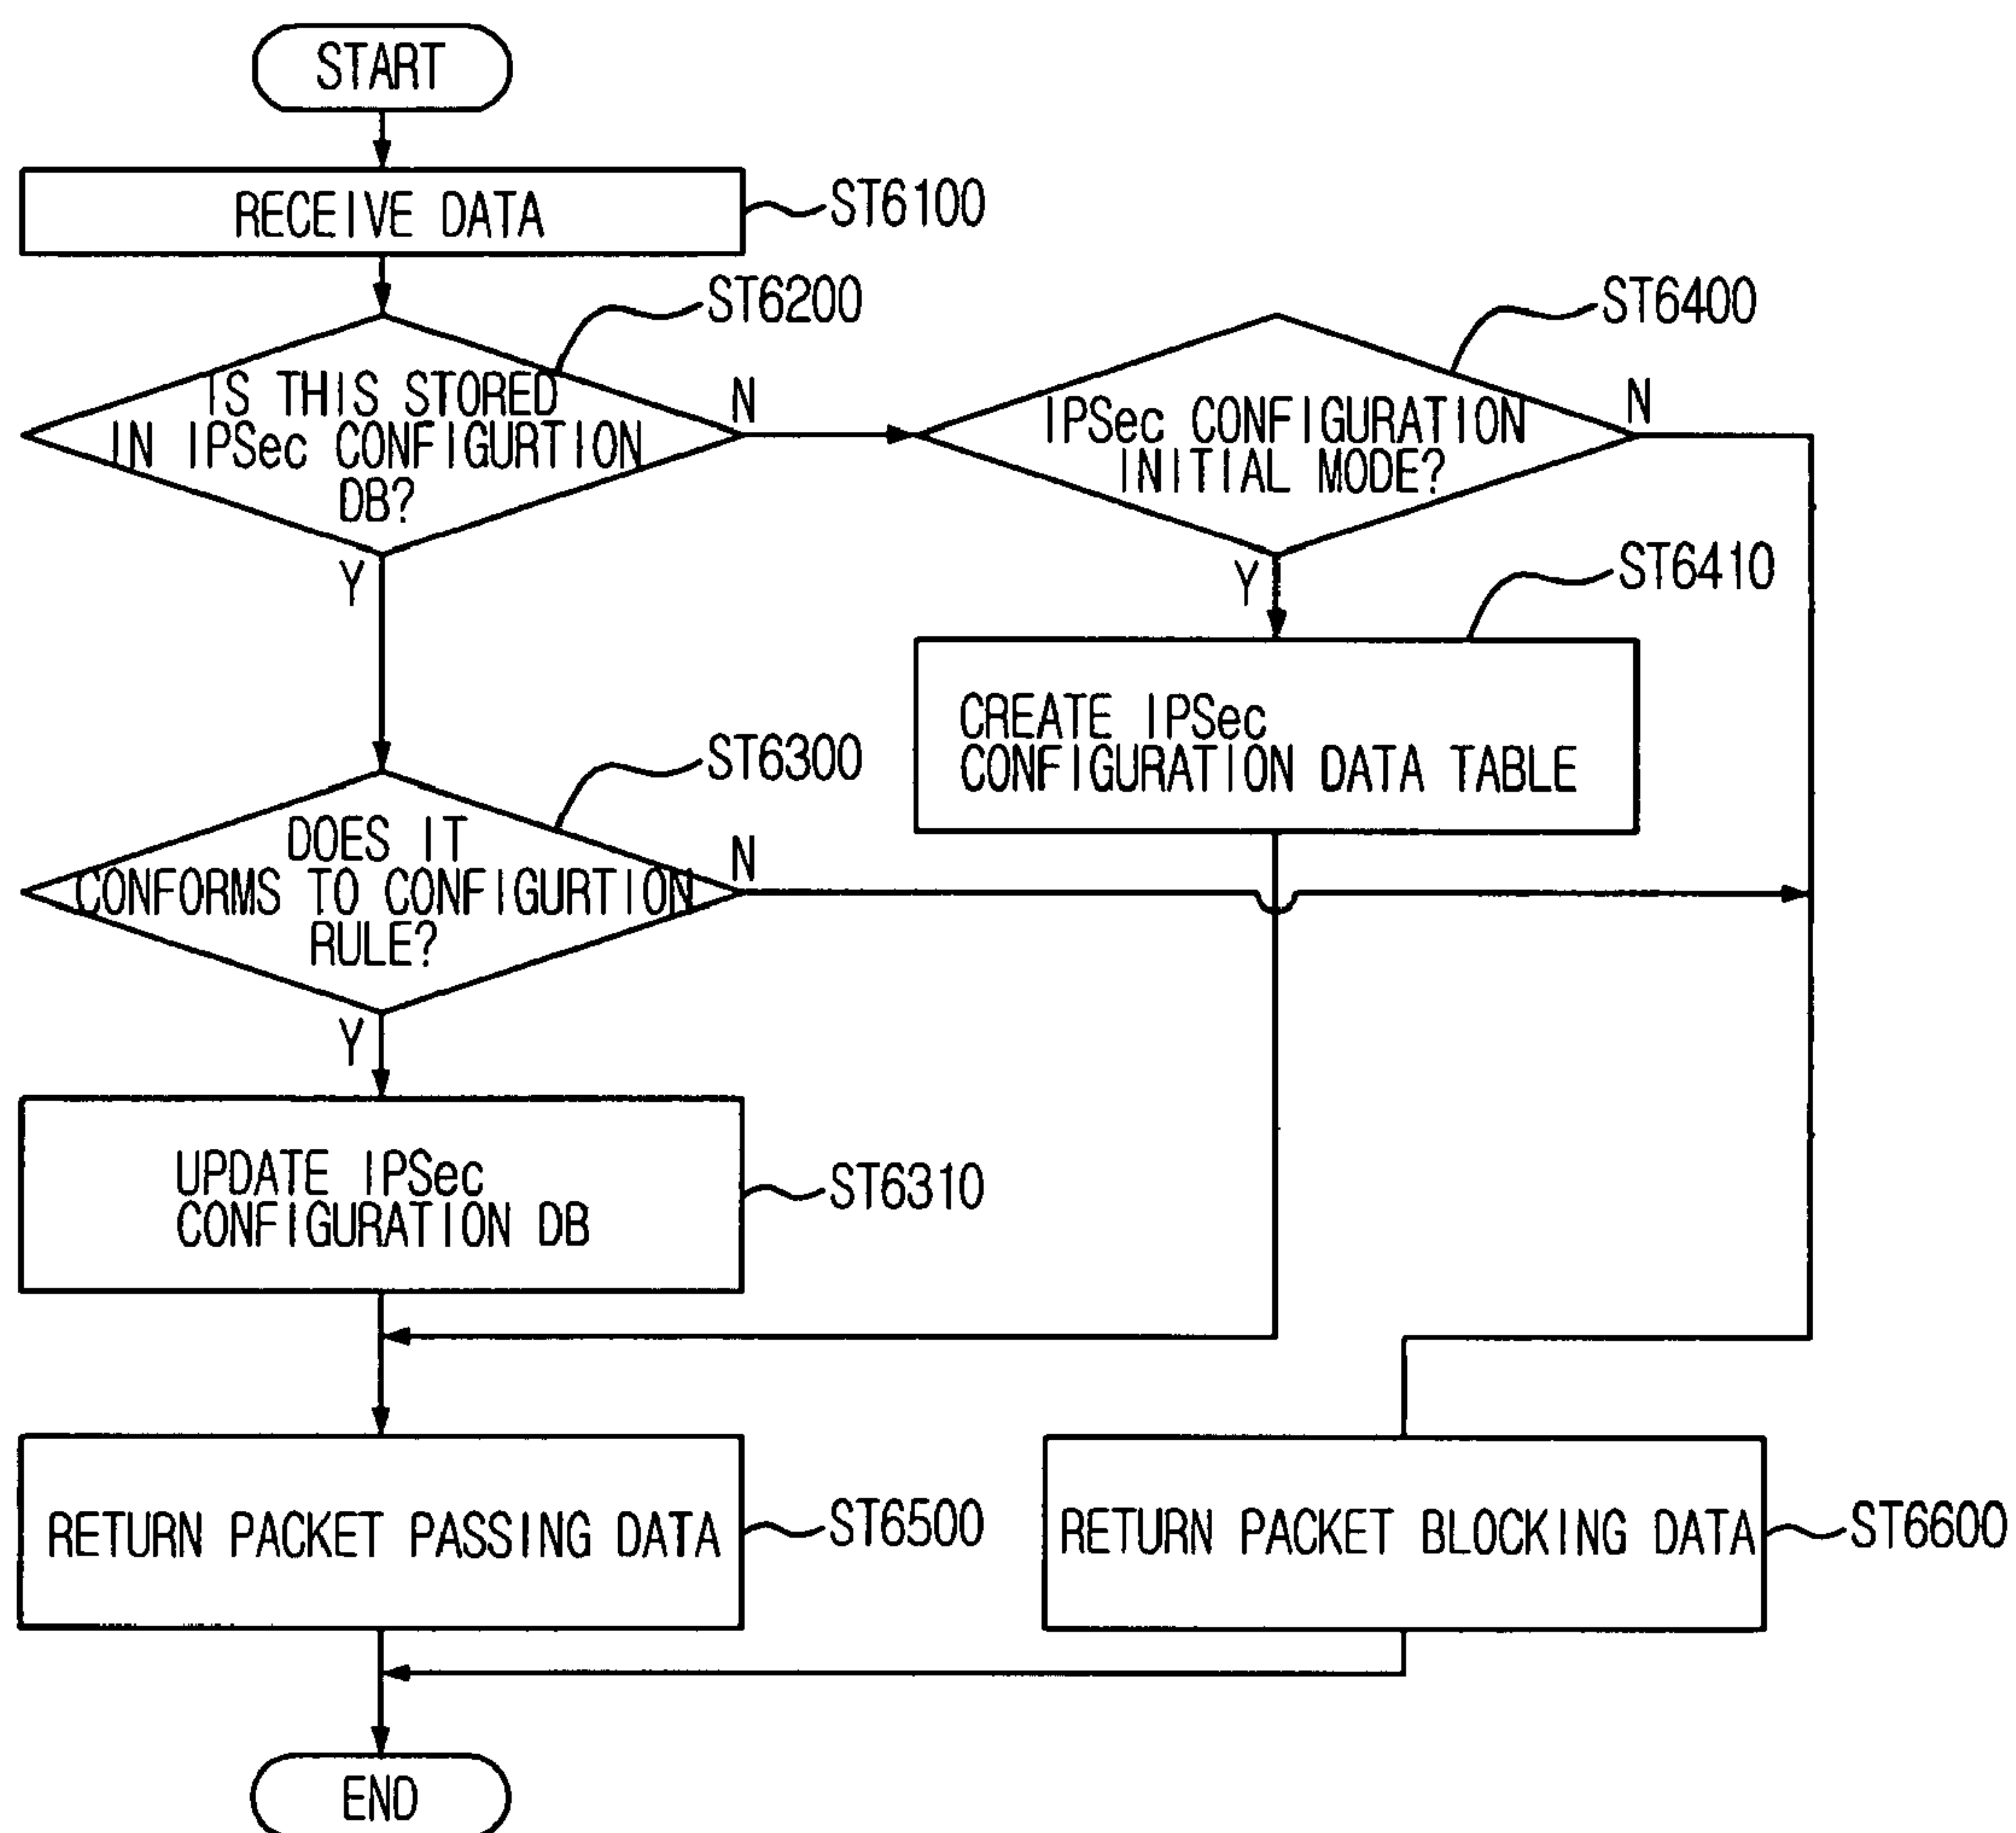 START
RECEIVE DATA
ST6100
ST6200
IS THIS STORED
IN IPSec CONFIGURTION
DB?
N
Y
ST6400
IPSec CONFIGURATION
INITIAL MODE?
N
Y
ST6410
CREATE IPSec
CONFIGURATION DATA TABLE
ST6300
DOES IT
CONFORMS TO CONFIGURTION
RULE?
N
Y
UPDATE IPSec
CONFIGURATION DB
ST6310
RETURN PACKET PASSING DATA
ST6500
RETURN PACKET BLOCKING DATA
ST6600
END